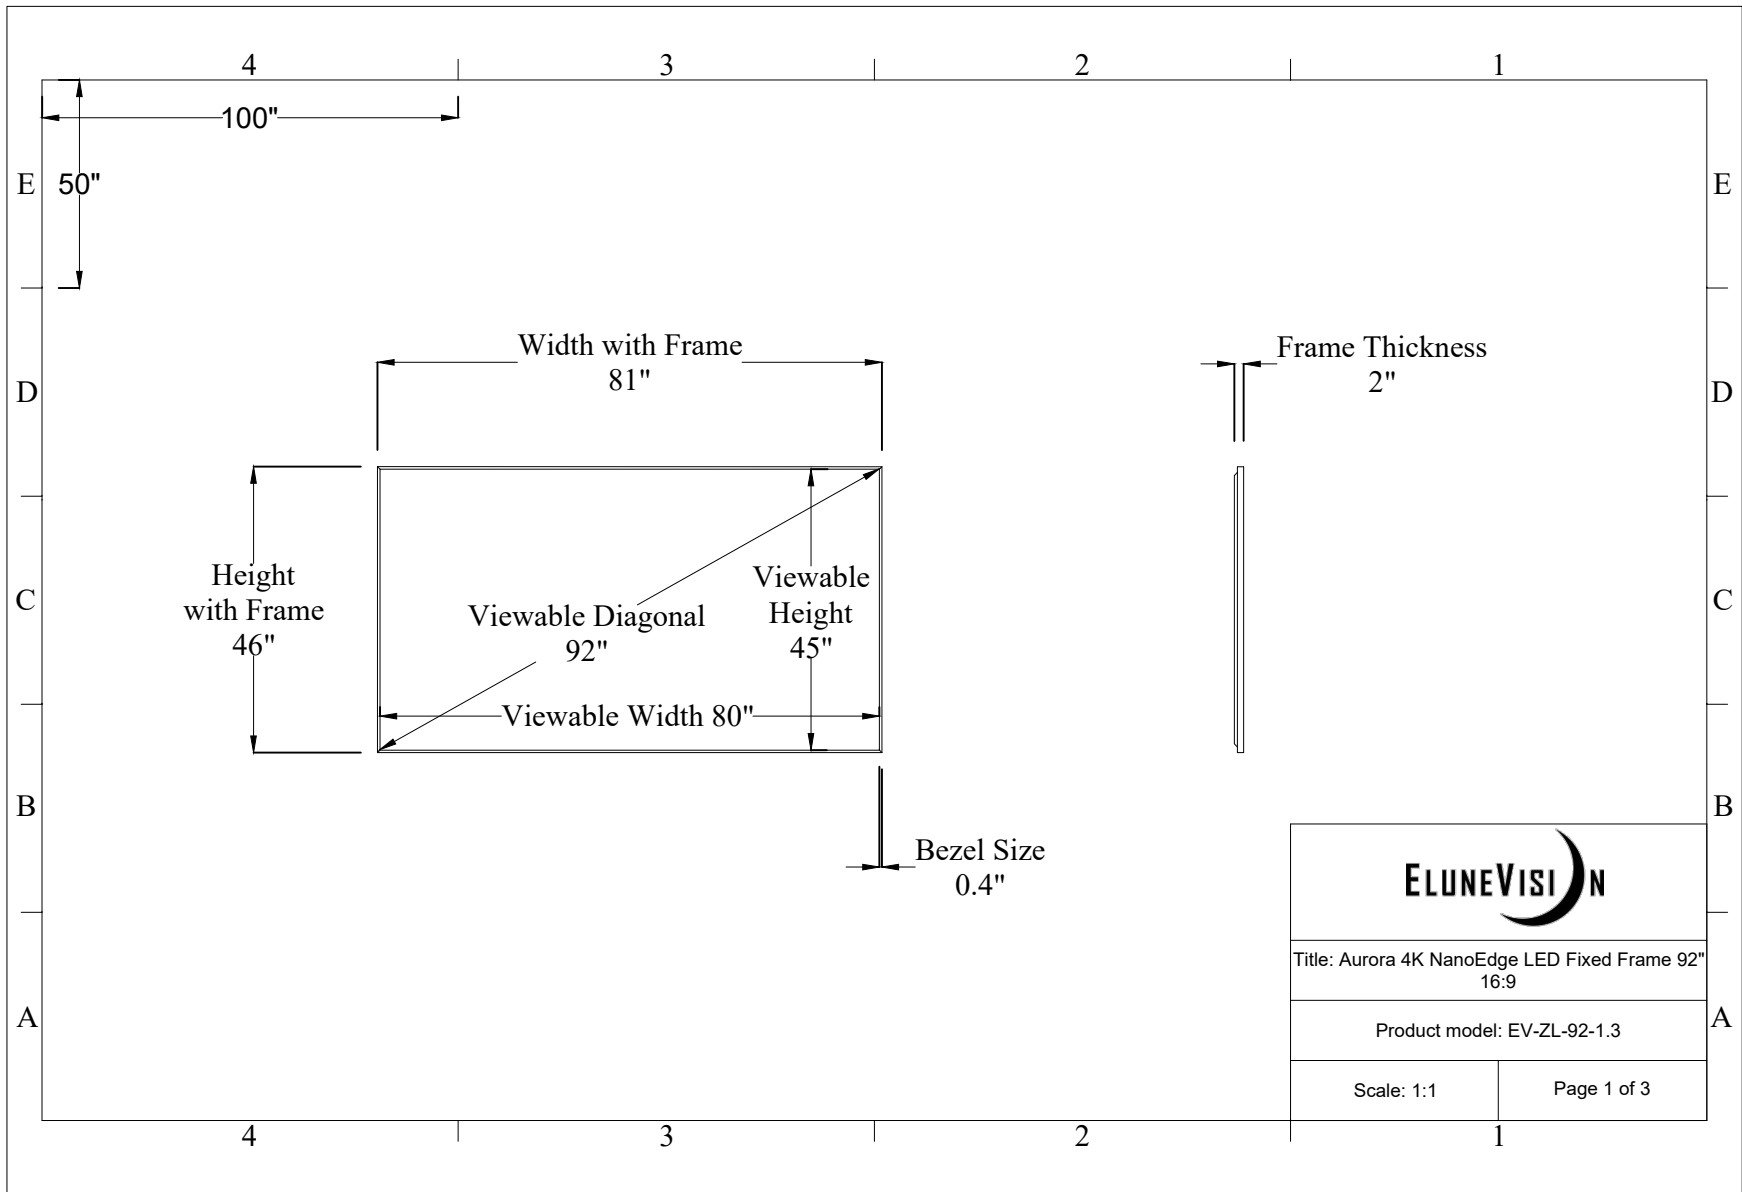 4 3 2 1
100"
E 50" E
Width with Frame
81"
Frame Thickness
2"
D D
Height
with Frame
46"
Viewable Diagonal
92"
Viewable
Height
45"
C C
Viewable Width 80"
B B
Bezel Size
0.4"
ELUNEVISION
Title: Aurora 4K NanoEdge LED Fixed Frame 92"
16:9
A A
Product model: EV-ZL-92-1.3
Scale: 1:1 Page 1 of 3
4 3 2 1